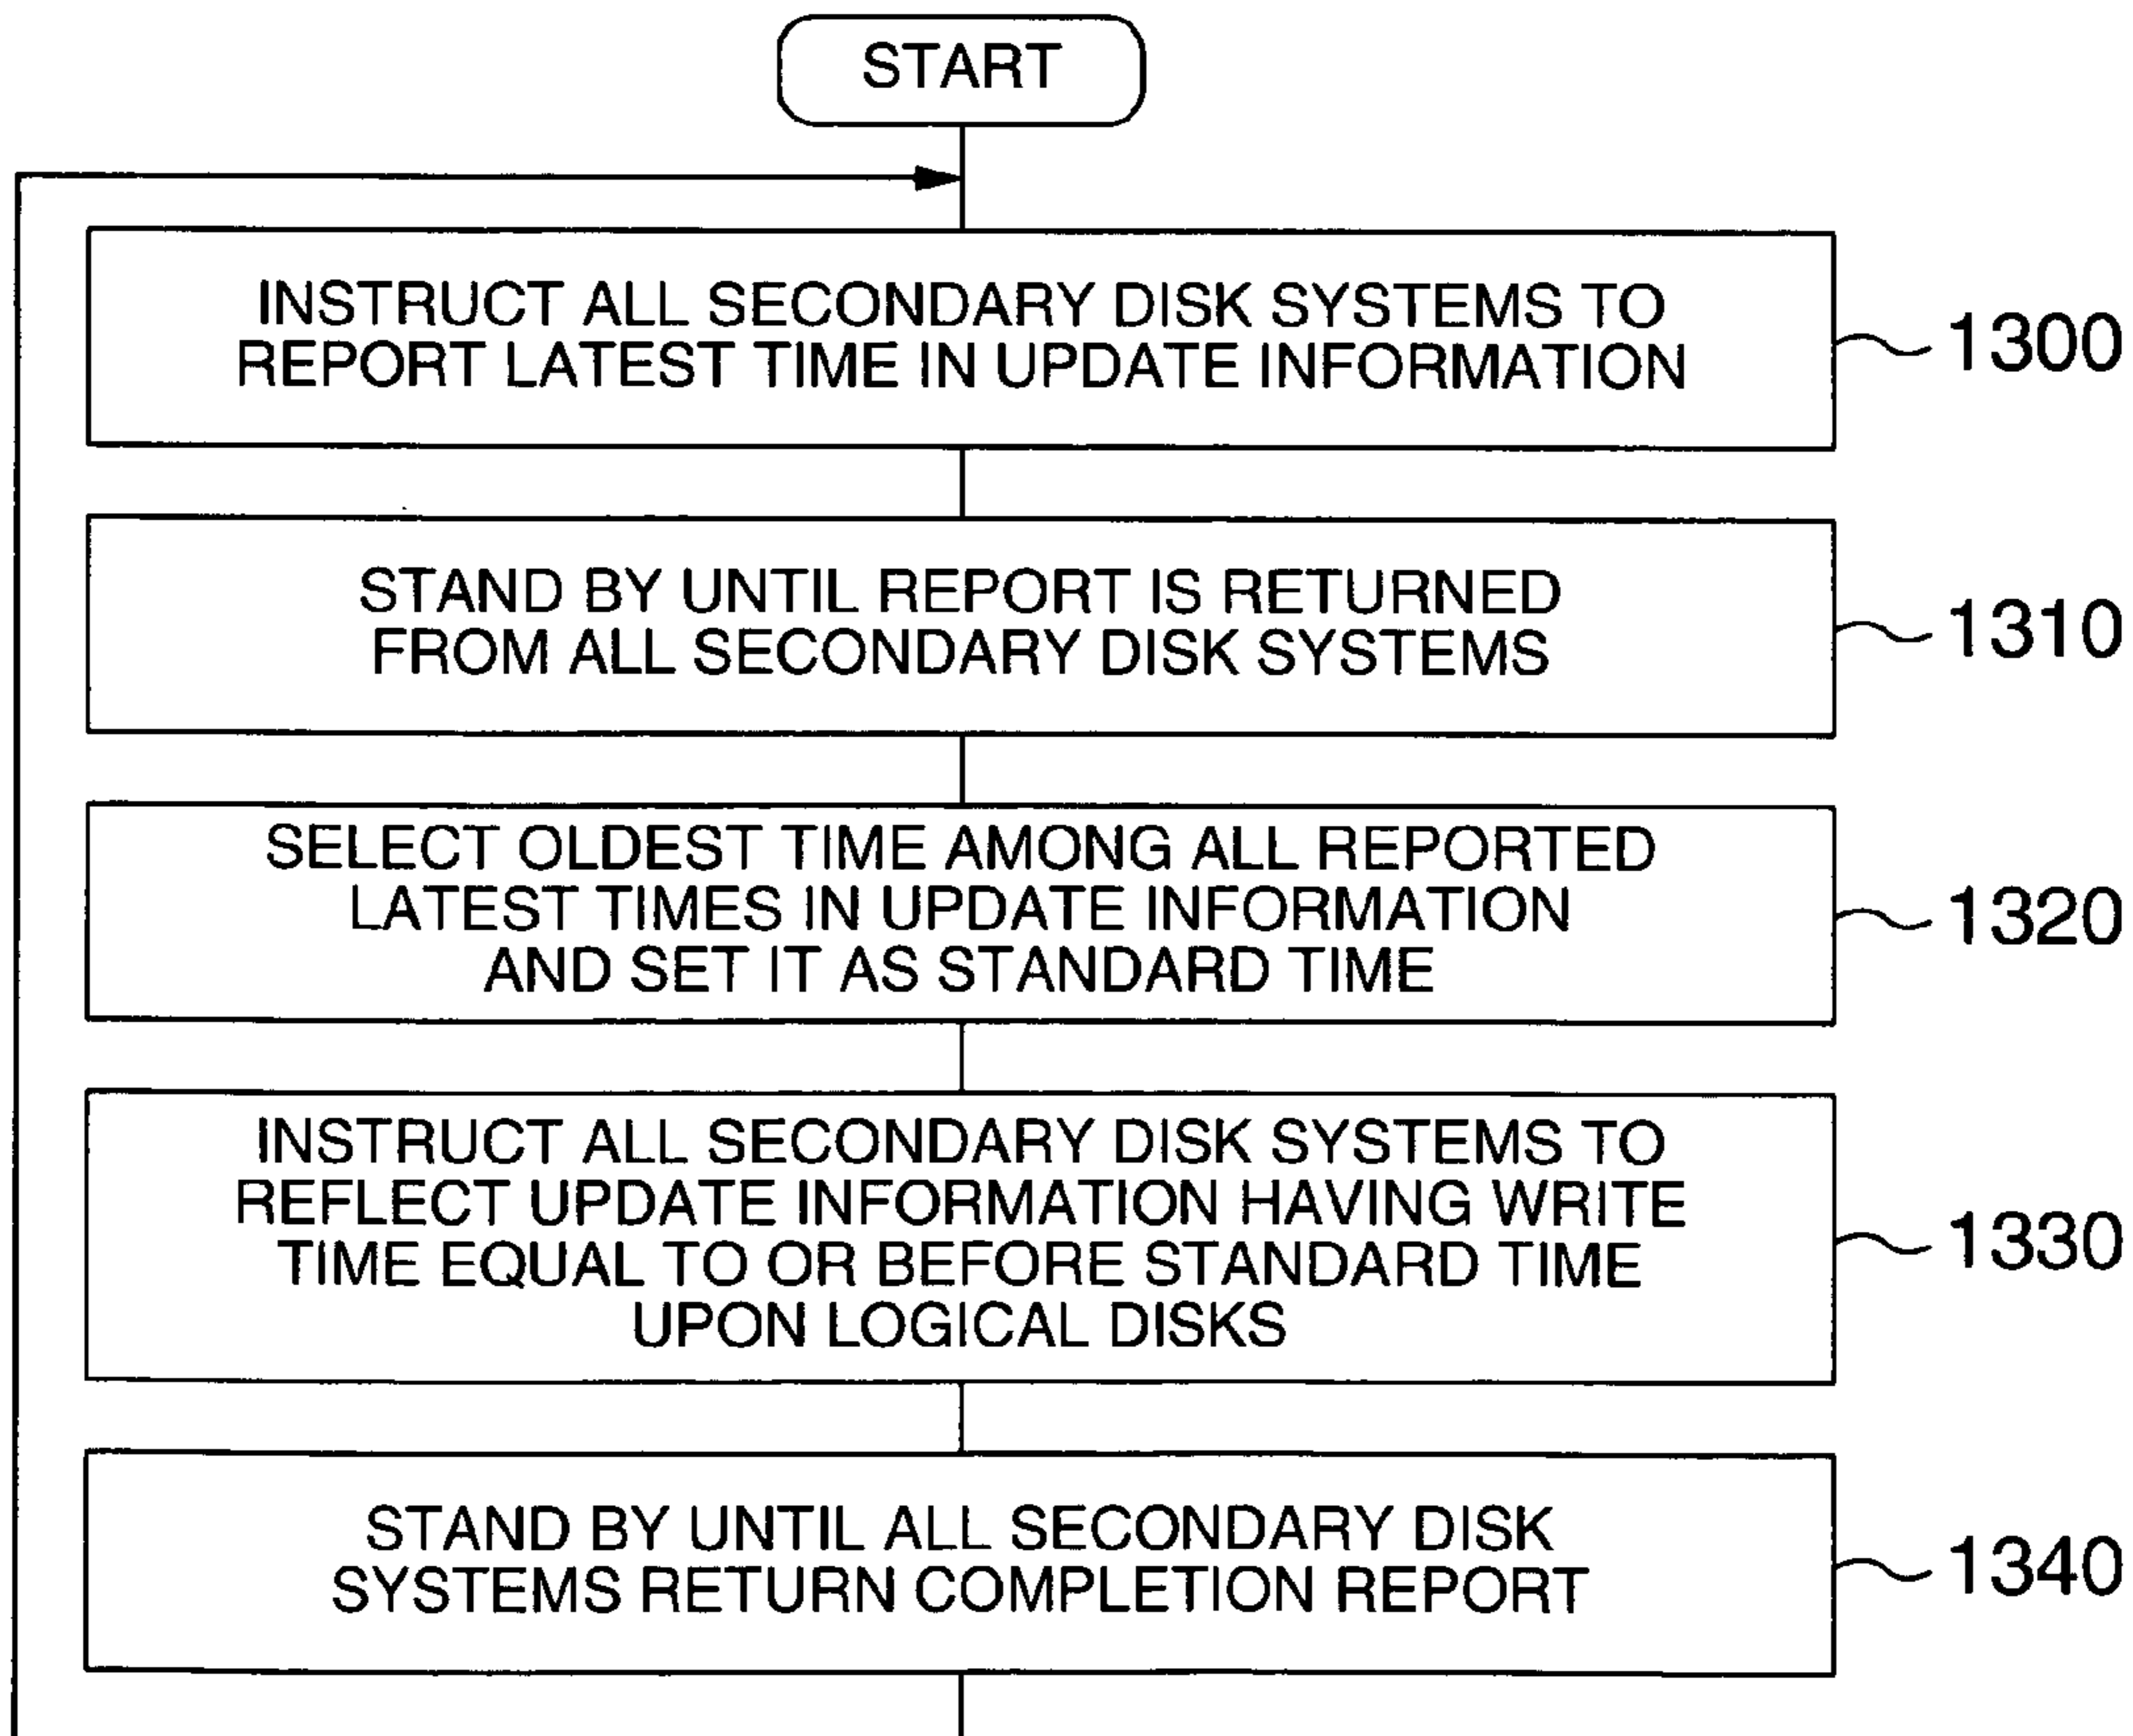 START
INSTRUCT ALL SECONDARY DISK SYSTEMS TO
REPORT LATEST TIME IN UPDATE INFORMATION
1300
STAND BY UNTIL REPORT IS RETURNED
FROM ALL SECONDARY DISK SYSTEMS
1310
SELECT OLDEST TIME AMONG ALL REPORTED
LATEST TIMES IN UPDATE INFORMATION
AND SET IT AS STANDARD TIME
1320
INSTRUCT ALL SECONDARY DISK SYSTEMS TO
REFLECT UPDATE INFORMATION HAVING WRITE
TIME EQUAL TO OR BEFORE STANDARD TIME
UPON LOGICAL DISKS
1330
STAND BY UNTIL ALL SECONDARY DISK
SYSTEMS RETURN COMPLETION REPORT
1340